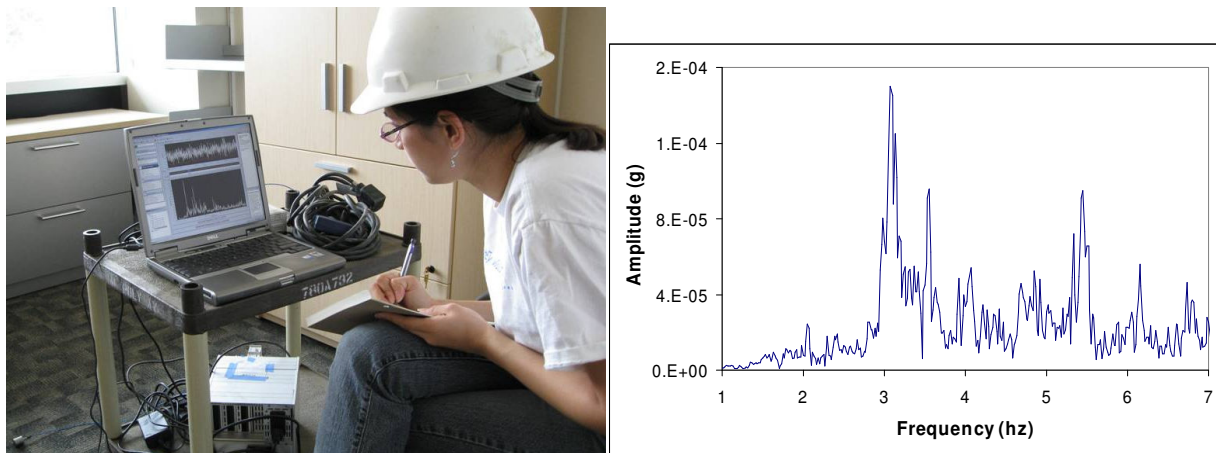 DELL
2.E-04
1.E-04
8.E-05
4.E-05
0.E+00
Amplitude (g)
1 2 3 4 5 6 7
Frequency (hz)